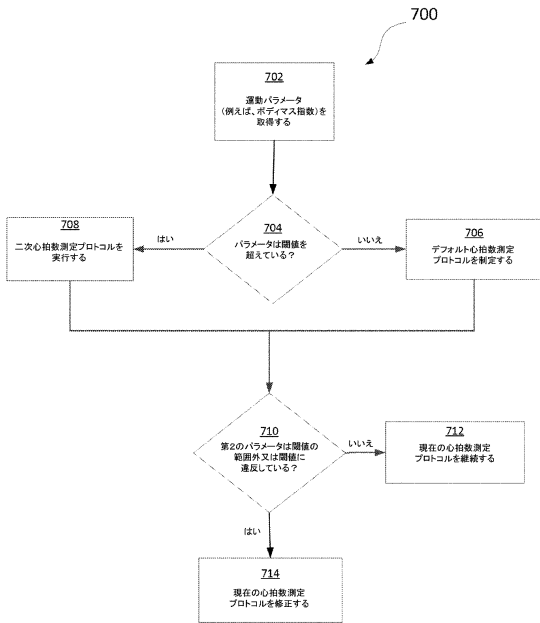 700
702
運動パラメータ
(例えば、ボディマス指数)を
取得する
704
パラメータは閾値を
超えている？
はい
いいえ
708
二次心拍数測定プロトコルを
実行する
706
デフォルト心拍数測定
プロトコルを制定する
710
第2のパラメータは閾値の
範囲外又は閾値に
違反している？
いいえ
712
現在の心拍数測定
プロトコルを継続する
はい
714
現在の心拍数測定
プロトコルを修正する